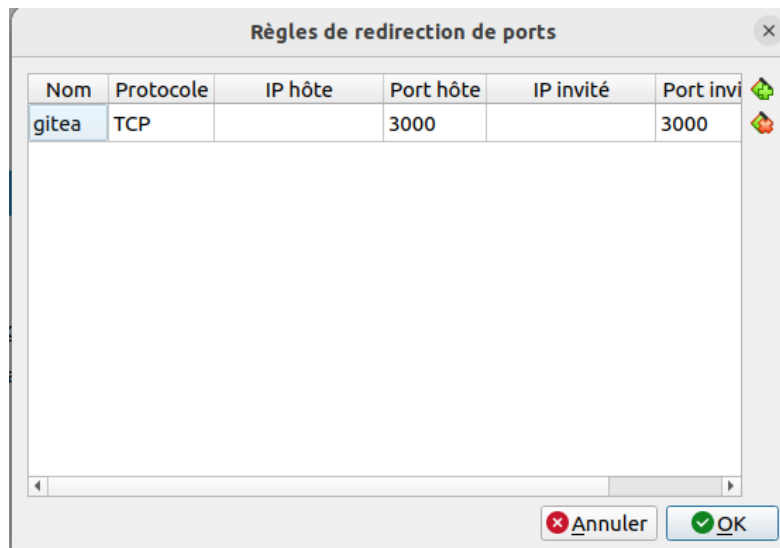 Règles de redirection de ports
Nom Protocole IP hôte Port hôte IP invité Port invi
gitea TCP 3000 3000
Annuler OK